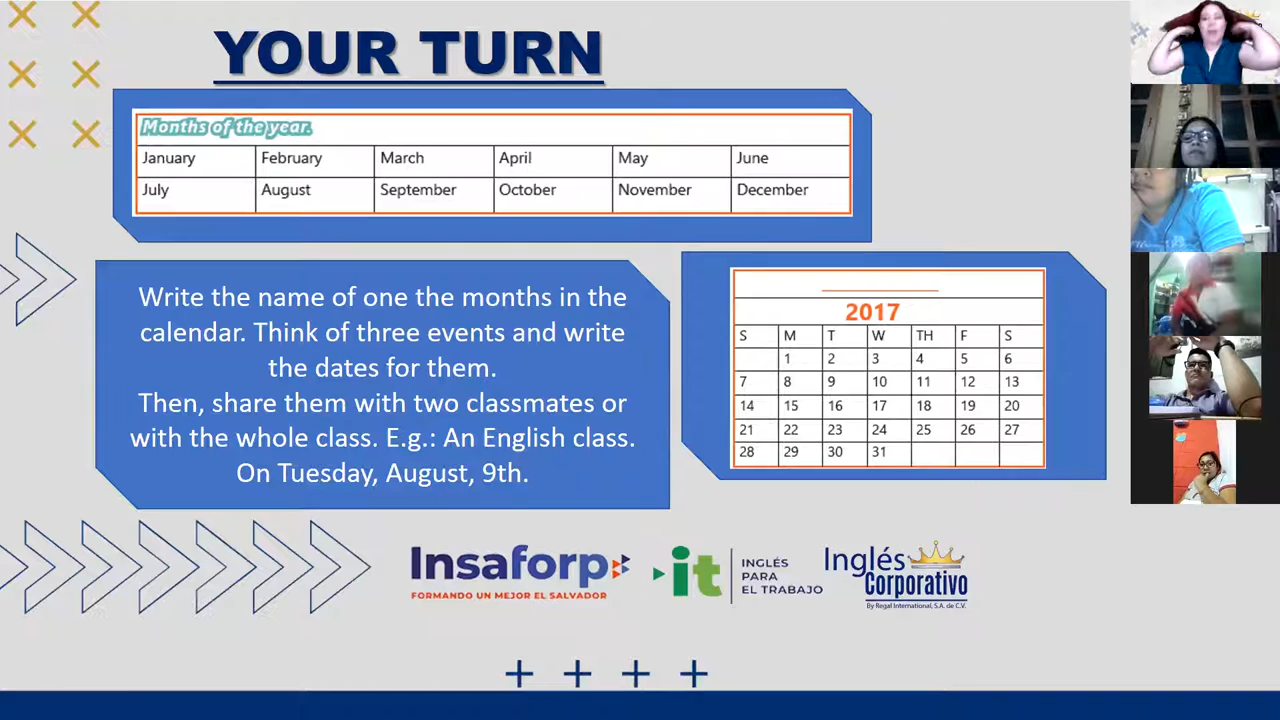 YOUR TURN
Months of the year.
January February March April May June
July August September October November December
Write the name of one the months in the
calendar. Think of three events and write
the dates for them.
Then, share them with two classmates or
with the whole class. E.g.: An English class.
On Tuesday, August, 9th.
2017
S M T W TH F S
1 2 3 4 5 6
7 8 9 10 11 12 13
14 15 16 17 18 19 20
21 22 23 24 25 26 27
28 29 30 31
Insaforp
FORMANDO UN MEJOR EL SALVADOR
it
INGLÉS
PARA
EL TRABAJO
Inglés
Corporativo
By Regal International, S.A. de C.V.